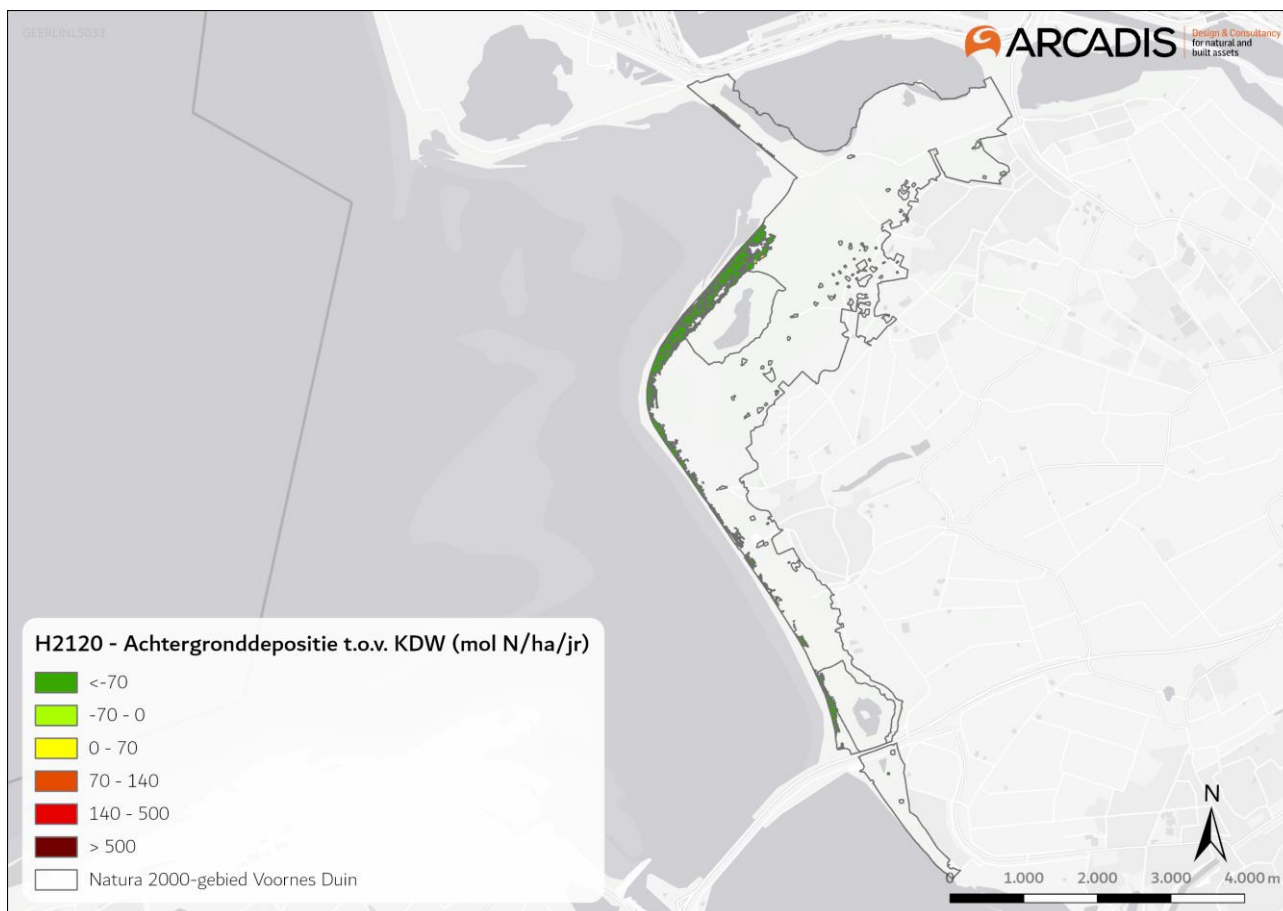 GEERLINL5033
ARCADIS
Design & Consultancy
for natural and
built assets
H2120 - Achtergronddepositie t.o.v. KDW (mol N/ha/jr)
<-70
-70 - 0
0 - 70
70 - 140
140 - 500
> 500
Natura 2000-gebied Voornes Duin
N
0 1.000 2.000 3.000 4.000 m